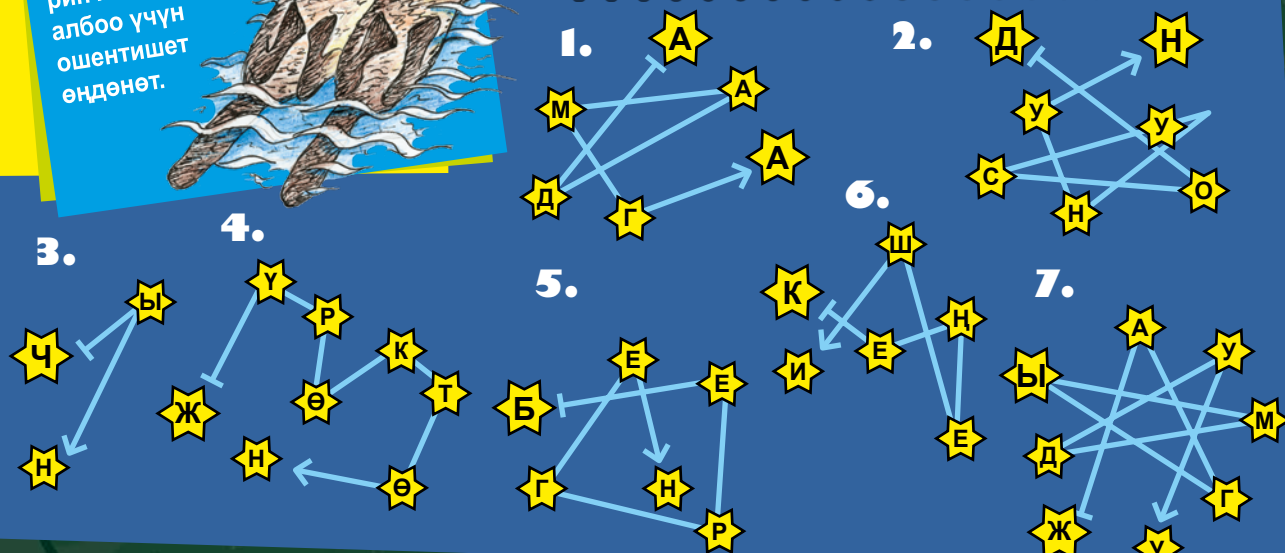 албоо үчүн
ошентишет
өңдөнөт.
1.
А
А
М
А
Д
Г
2.
Д
Н
У
У
С
О
Н
3.
Ы
Ч
Н
4.
Ү
Р
К
Т
Ө
Ж
Н
Ө
5.
Е
Е
Б
Г
Н
Р
6.
Ш
К
Ң
Е
И
Е
7.
А
У
Ы
М
Д
Г
Ж